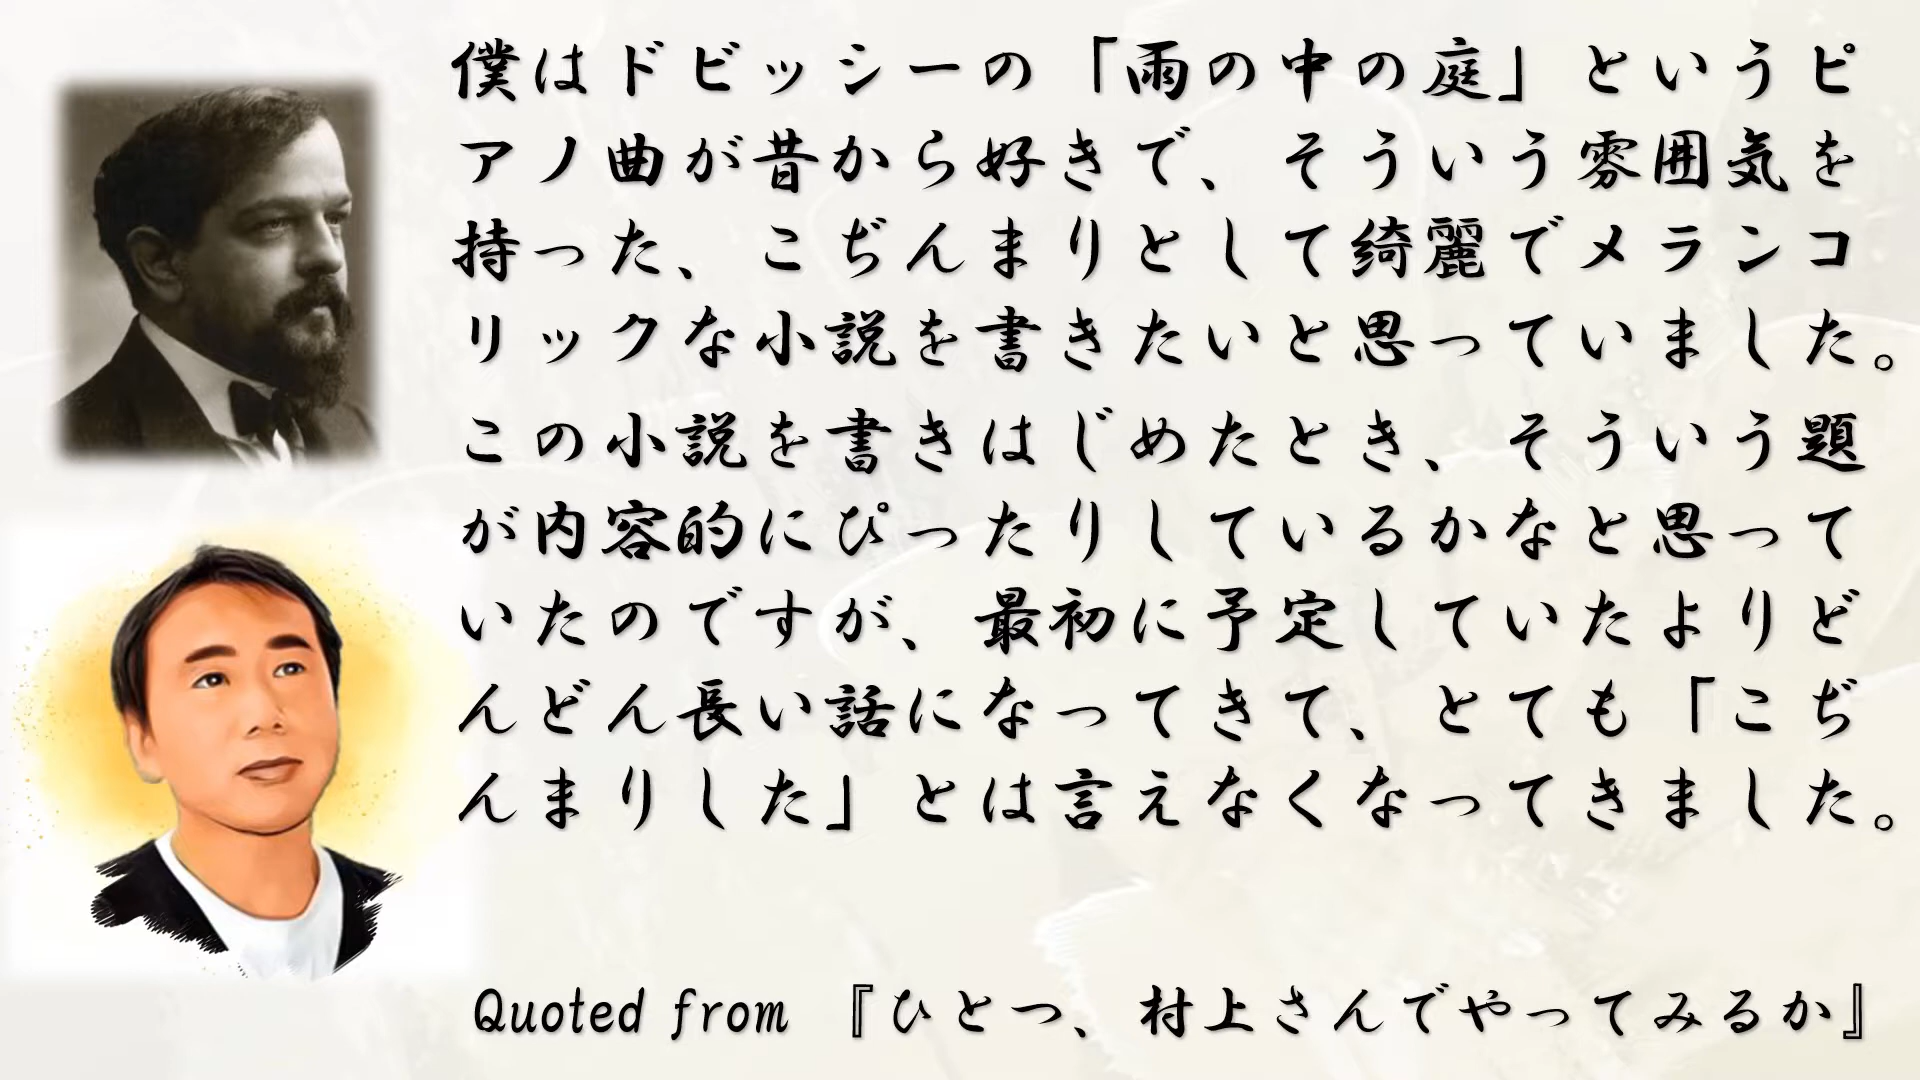 僕はドビッシーの「雨の中の庭」というピ
アノ曲が昔から好きで、そういう雰囲気を
持った、こぢんまりとして綺麗でメランコ
リックな小説を書きたいと思っていました。
この小説を書きはじめたとき、そういう題
が内容的にぴったりしているかなと思って
いたのですが、最初に予定していたよりど
んどん長い話になってきて、とても「こぢ
んまりした」とは言えなくなってきました。
Quoted from 『ひとつ、村上さんでやってみるか』